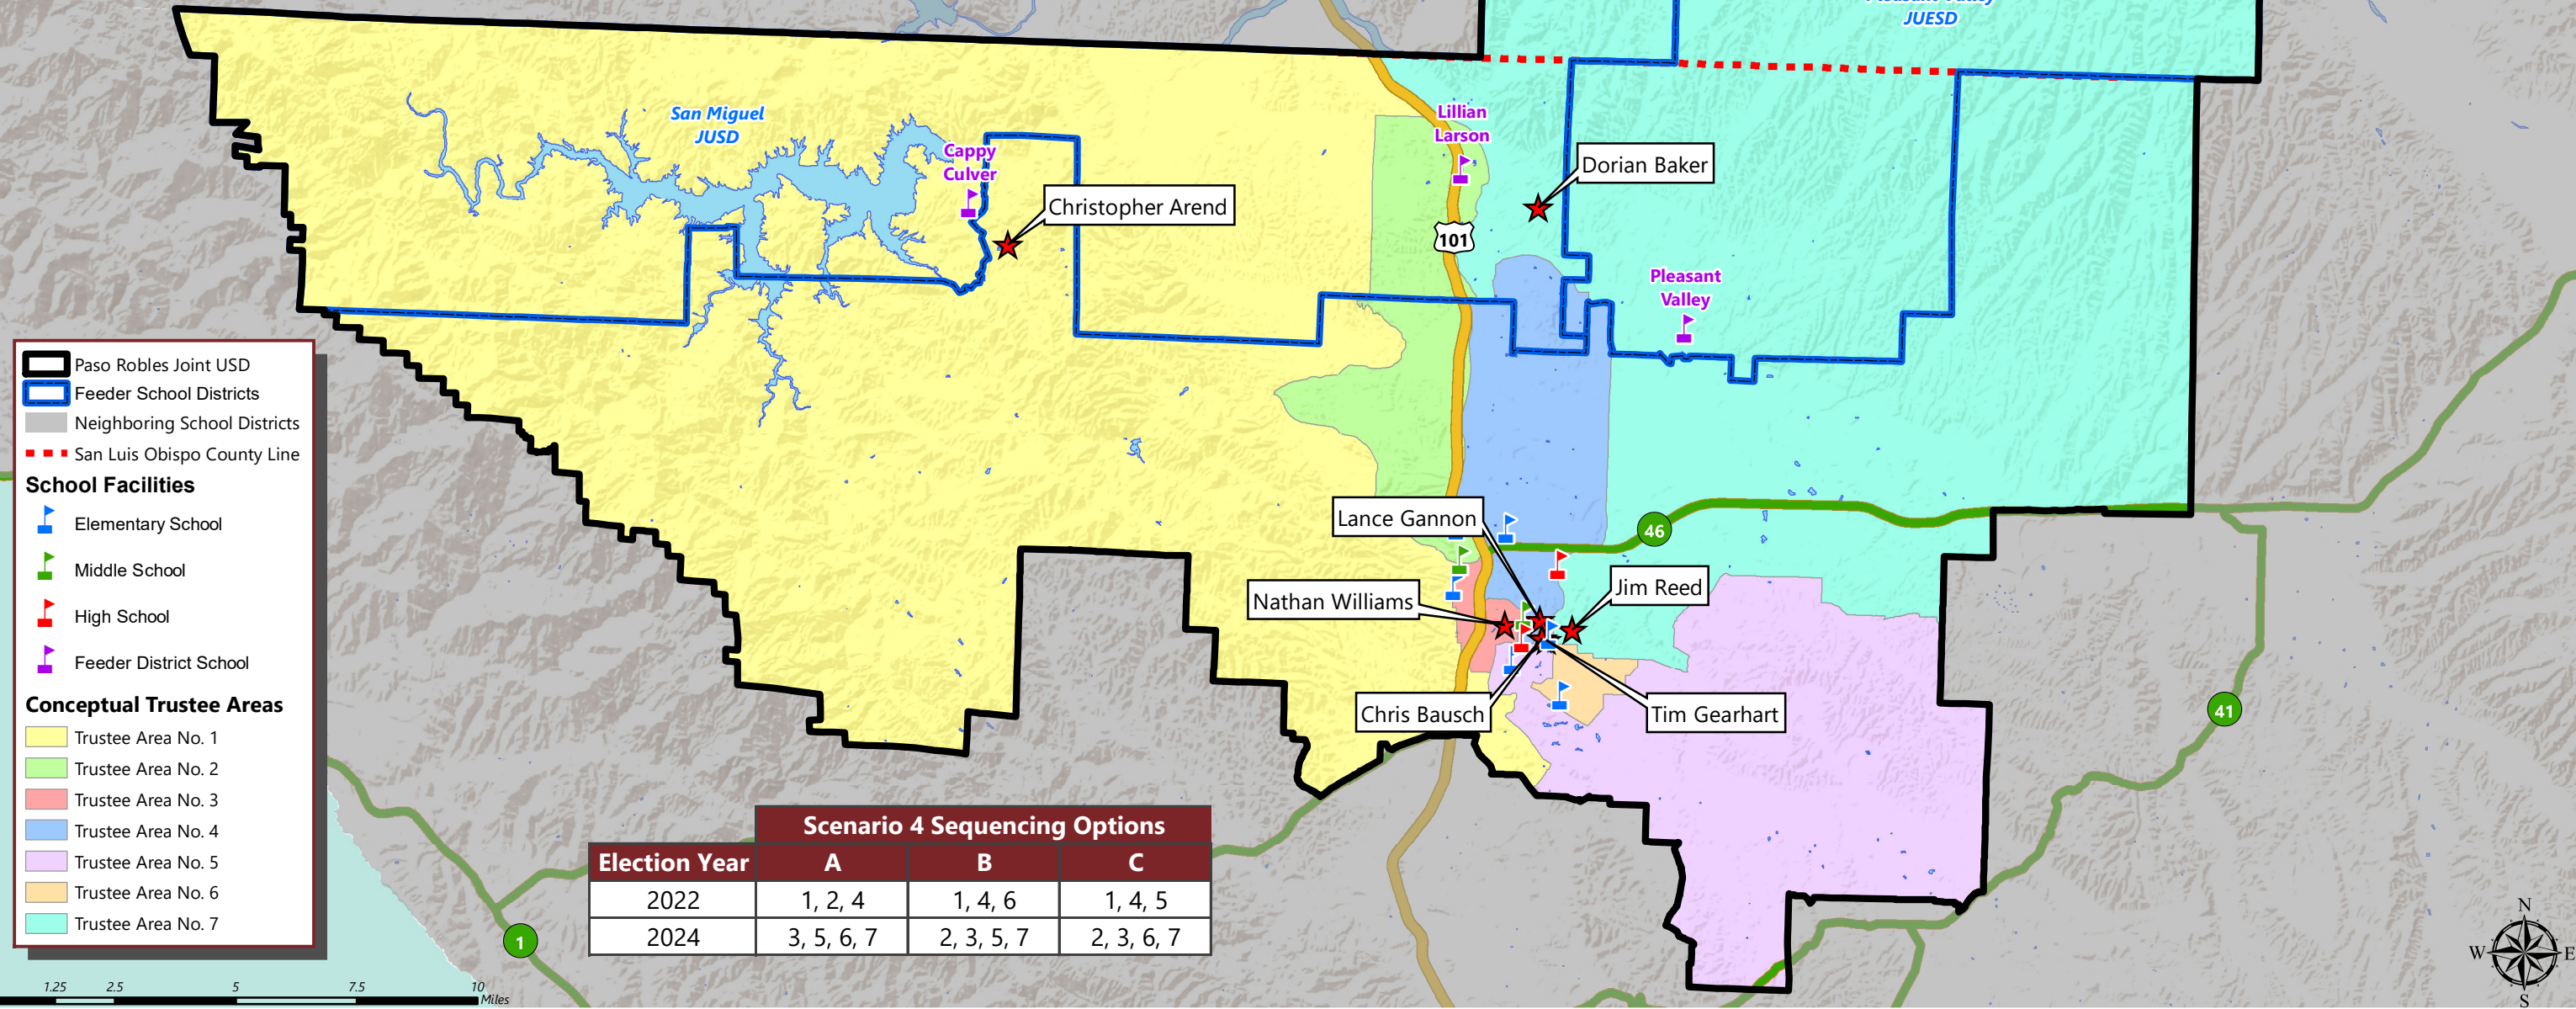 Pleasant Valley
JUESD
San Miguel
JUSD
Cappy
Culver
Christopher Arend
Lillian
Larson
Dorian Baker
101
Pleasant
Valley
Paso Robles Joint USD
Feeder School Districts
Neighboring School Districts
San Luis Obispo County Line
School Facilities
Elementary School
Middle School
High School
Feeder District School
Conceptual Trustee Areas
Trustee Area No. 1
Trustee Area No. 2
Trustee Area No. 3
Trustee Area No. 4
Trustee Area No. 5
Trustee Area No. 6
Trustee Area No. 7
Lance Gannon
46
Nathan Williams
Jim Reed
Chris Bausch
Tim Gearhart
41
1
Scenario 4 Sequencing Options
Election Year A B C
2022 1, 2, 4 1, 4, 6 1, 4, 5
2024 3, 5, 6, 7 2, 3, 5, 7 2, 3, 6, 7
1.25 2.5 5 7.5 10
Miles
N
W E
S